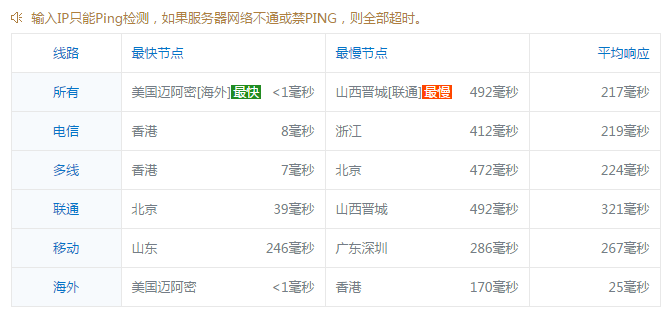 输入IP只能Ping检测，如果服务器网络不通或禁PING，则全部超时。
线路 最快节点 最慢节点 平均响应
所有 美国迈阿密[海外]最快 <1毫秒 山西晋城[联通]最慢 492毫秒 217毫秒
电信 香港 8毫秒 浙江 412毫秒 219毫秒
多线 香港 7毫秒 北京 472毫秒 224毫秒
联通 北京 39毫秒 山西晋城 492毫秒 321毫秒
移动 山东 246毫秒 广东深圳 286毫秒 267毫秒
海外 美国迈阿密 <1毫秒 香港 170毫秒 25毫秒